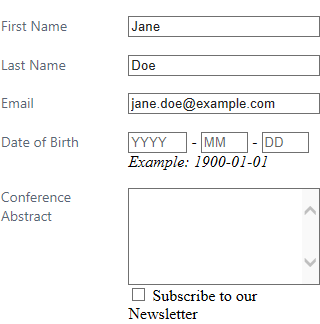 First Name Jane
Last Name Doe
Email jane.doe@example.com
Date of Birth YYYY - MM - DD
Example: 1900-01-01
Conference
Abstract
Subscribe to our
Newsletter